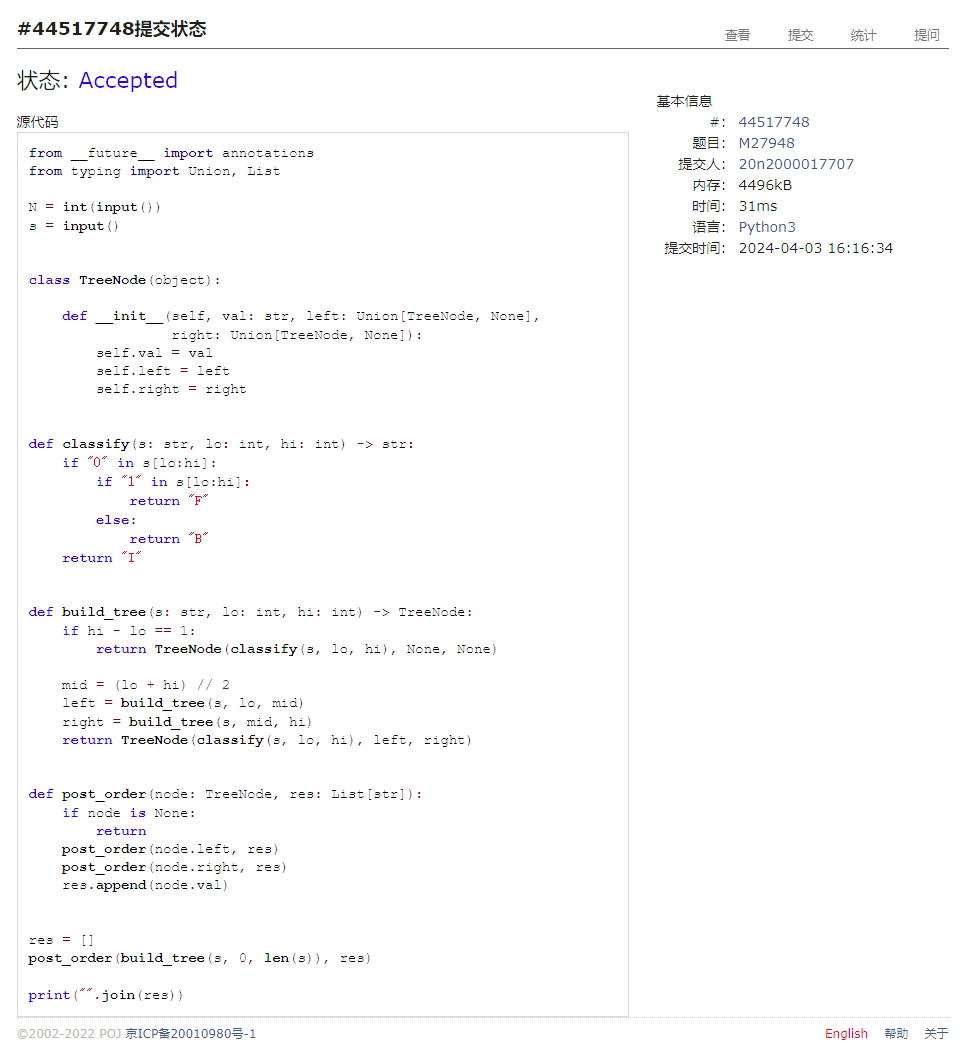 #44517748提交状态
查看 提交 统计 提问
状态: Accepted
源代码
from __future__ import annotations
from typing import Union, List

N = int(input())
s = input()


class TreeNode(object):

    def __init__(self, val: str, left: Union[TreeNode, None],
                 right: Union[TreeNode, None]):
        self.val = val
        self.left = left
        self.right = right


def classify(s: str, lo: int, hi: int) -> str:
    if "0" in s[lo:hi]:
        if "1" in s[lo:hi]:
            return "F"
        else:
            return "B"
    return "I"


def build_tree(s: str, lo: int, hi: int) -> TreeNode:
    if hi - lo == 1:
        return TreeNode(classify(s, lo, hi), None, None)

    mid = (lo + hi) // 2
    left = build_tree(s, lo, mid)
    right = build_tree(s, mid, hi)
    return TreeNode(classify(s, lo, hi), left, right)


def post_order(node: TreeNode, res: List[str]):
    if node is None:
        return
    post_order(node.left, res)
    post_order(node.right, res)
    res.append(node.val)


res = []
post_order(build_tree(s, 0, len(s)), res)

print("".join(res))
基本信息
#: 44517748
题目: M27948
提交人: 20n2000017707
内存: 4496kB
时间: 31ms
语言: Python3
提交时间: 2024-04-03 16:16:34
©2002-2022 POJ 京ICP备20010980号-1
English 帮助 关于